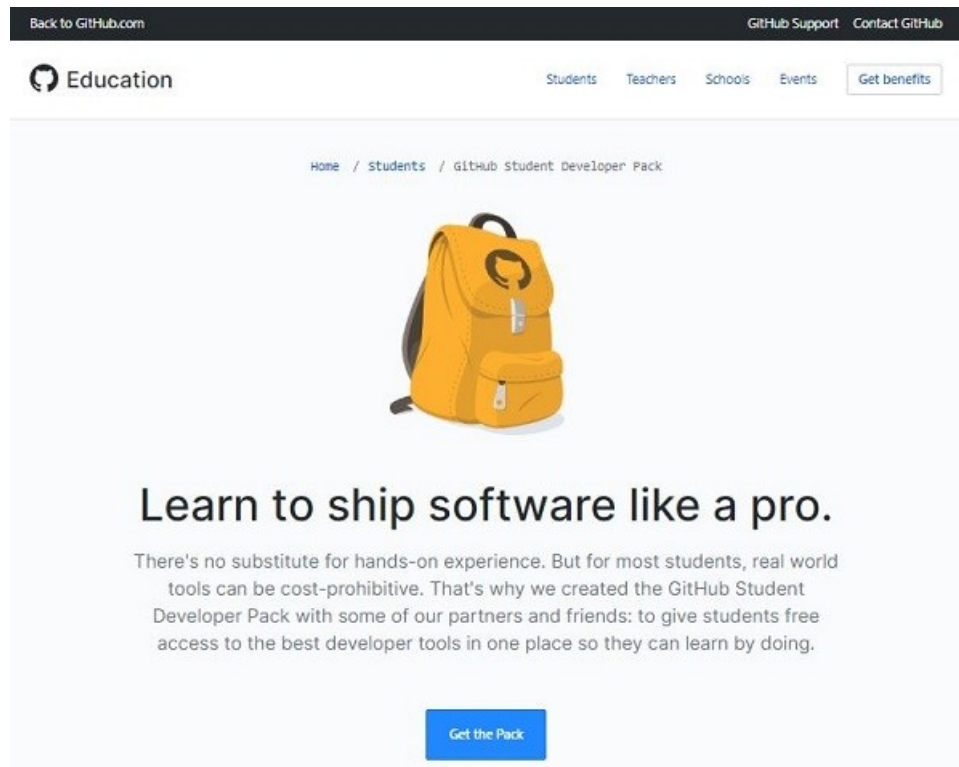 Back to GitHub.com GitHub Support Contact GitHub
Education Students Teachers Schools Events Get benefits
Home / Students / GitHub Student Developer Pack
Learn to ship software like a pro.
There's no substitute for hands-on experience. But for most students, real world
tools can be cost-prohibitive. That's why we created the GitHub Student
Developer Pack with some of our partners and friends: to give students free
access to the best developer tools in one place so they can learn by doing.
Get the Pack